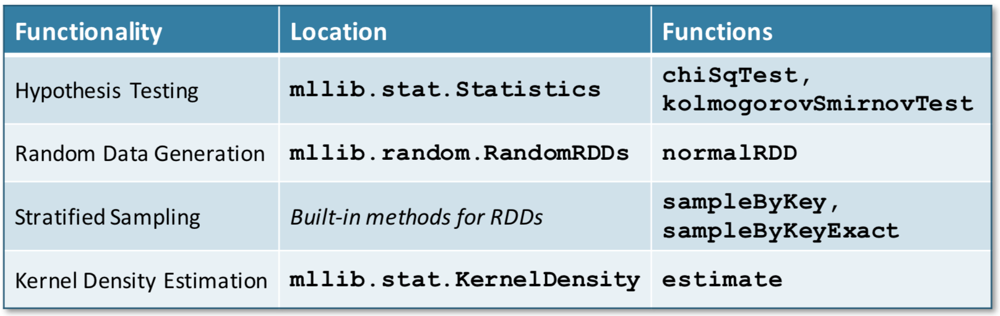 Functionality Location Functions
Hypothesis Testing mllib.stat.Statistics chiSqTest,
kolmogorovSmirnovTest
Random Data Generation mllib.random.RandomRDDs normalRDD
Stratified Sampling Built-in methods for RDDs sampleByKey,
sampleByKeyExact
Kernel Density Estimation mllib.stat.KernelDensity estimate